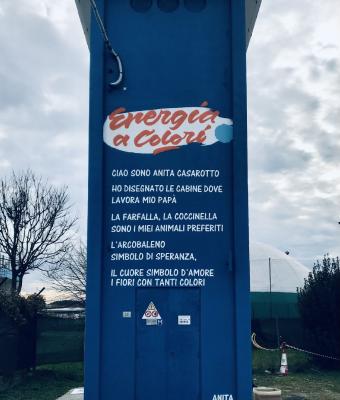 Energia
a Colori
CIAO SONO ANITA CASAROTTO
HO DISEGNATO LE CABINE DOVE
LAVORA MIO PAPÀ
LA FARFALLA, LA COCCINELLA
SONO I MIEI ANIMALI PREFERITI
L'ARCOBALENO
SIMBOLO DI SPERANZA,
IL CUORE SIMBOLO D'AMORE
I FIORI CON TANTI COLORI
ANITA